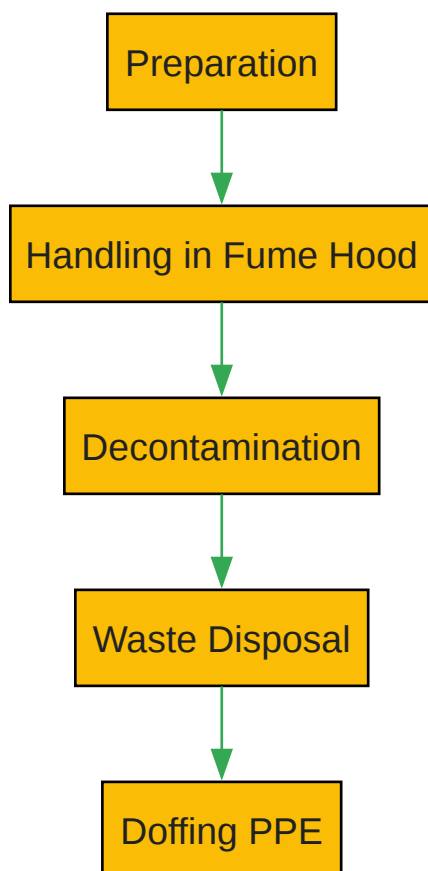 Preparation
Handling in Fume Hood
Decontamination
Waste Disposal
Doffing PPE